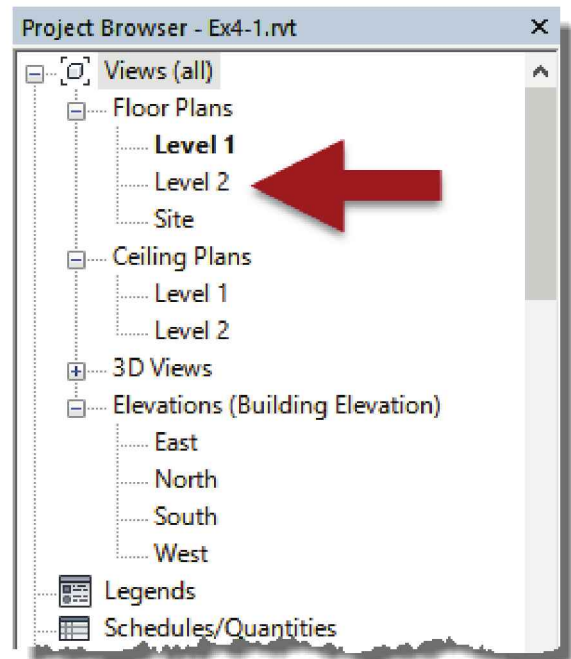 Project Browser - Ex4-1.rvt
Views (all)
Floor Plans
Level 1
Level 2
Site
Ceiling Plans
Level 1
Level 2
3D Views
Elevations (Building Elevation)
East
North
South
West
Legends
Schedules/Quantities